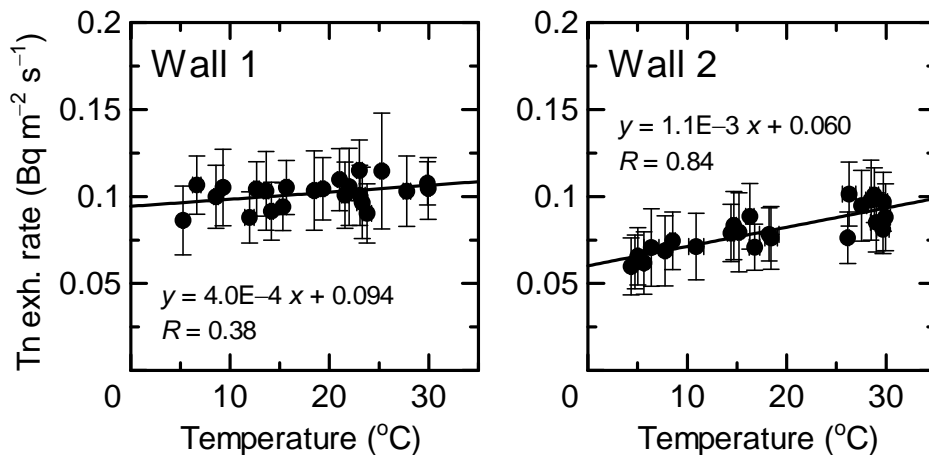 Tn exh. rate (Bq m⁻² s⁻¹)
0.2
0.15
0.1
0.05
Wall 1
y = 4.0E−4 x + 0.094
R = 0.38
0 10 20 30
Temperature (°C)
0.2
0.15
0.1
0.05
Wall 2
y = 1.1E−3 x + 0.060
R = 0.84
0 10 20 30
Temperature (°C)